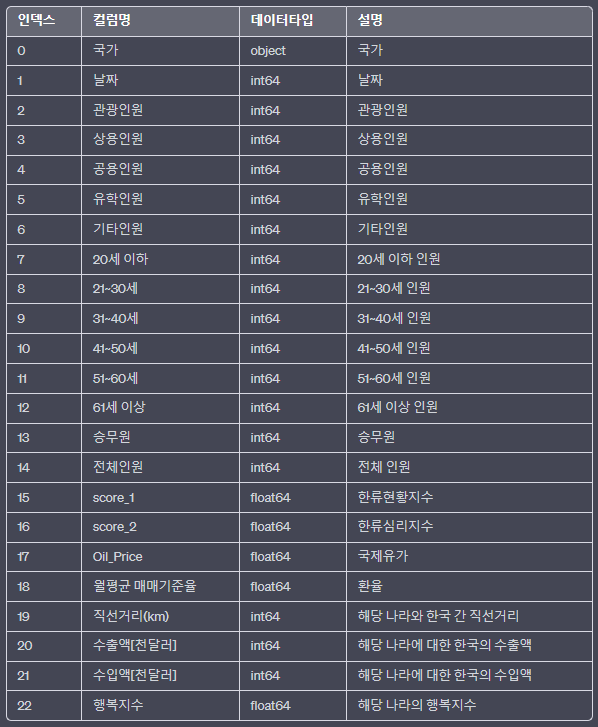 인덱스 컬럼명 데이터타입 설명
0 국가 object 국가
1 날짜 int64 날짜
2 관광인원 int64 관광인원
3 상용인원 int64 상용인원
4 공용인원 int64 공용인원
5 유학인원 int64 유학인원
6 기타인원 int64 기타인원
7 20세 이하 int64 20세 이하 인원
8 21~30세 int64 21~30세 인원
9 31~40세 int64 31~40세 인원
10 41~50세 int64 41~50세 인원
11 51~60세 int64 51~60세 인원
12 61세 이상 int64 61세 이상 인원
13 승무원 int64 승무원
14 전체인원 int64 전체 인원
15 score_1 float64 한류현황지수
16 score_2 float64 한류심리지수
17 Oil_Price float64 국제유가
18 월평균 매매기준율 float64 환율
19 직선거리(km) int64 해당 나라와 한국 간 직선거리
20 수출액[천달러] int64 해당 나라에 대한 한국의 수출액
21 수입액[천달러] int64 해당 나라에 대한 한국의 수입액
22 행복지수 float64 해당 나라의 행복지수